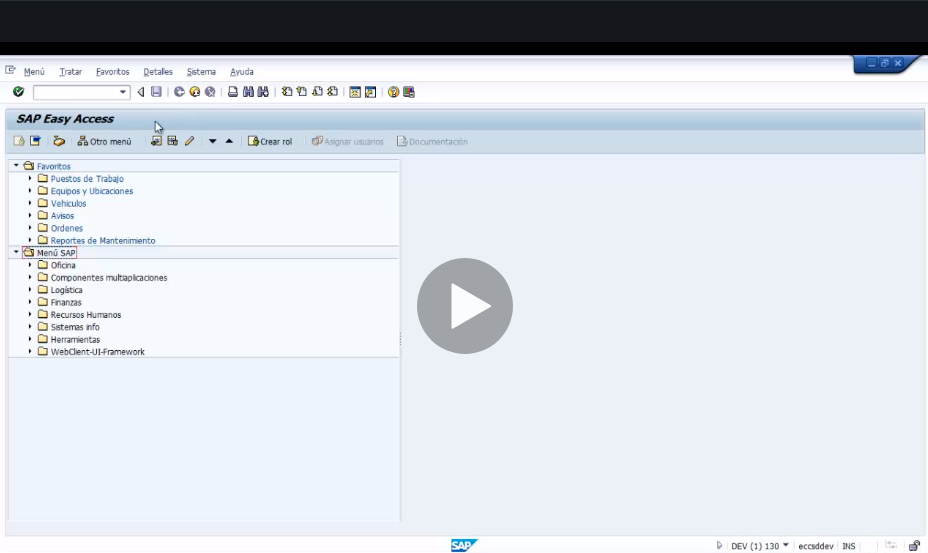 Menú Tratar Favoritos Detalles Sistema Ayuda
SAP Easy Access
Otro menú Crear rol Asignar usuarios Documentación
Favoritos
Puestos de Trabajo
Equipos y Ubicaciones
Vehiculos
Avisos
Ordenes
Reportes de Mantenimiento
Menú SAP
Oficina
Componentes multiaplicaciones
Logística
Finanzas
Recursos Humanos
Sistemas info
Herramientas
WebClient-UI-Framework
SAP
DEV (1) 130 eccsddev INS